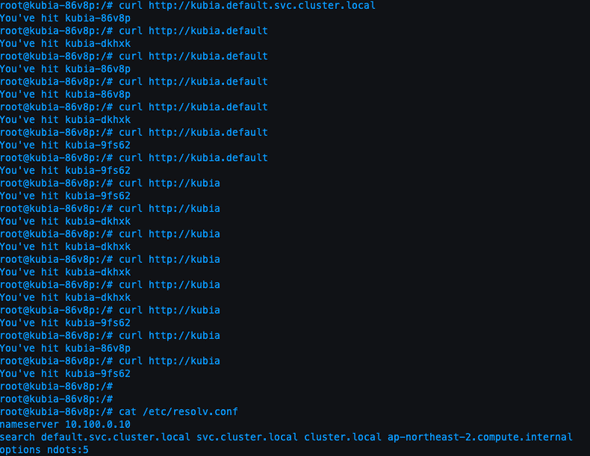 root@kubia-86v8p:/# curl http://kubia.default.svc.cluster.local
You've hit kubia-86v8p
root@kubia-86v8p:/# curl http://kubia.default
You've hit kubia-dkhxk
root@kubia-86v8p:/# curl http://kubia.default
You've hit kubia-86v8p
root@kubia-86v8p:/# curl http://kubia.default
You've hit kubia-86v8p
root@kubia-86v8p:/# curl http://kubia.default
You've hit kubia-dkhxk
root@kubia-86v8p:/# curl http://kubia.default
You've hit kubia-9fs62
root@kubia-86v8p:/# curl http://kubia.default
You've hit kubia-9fs62
root@kubia-86v8p:/# curl http://kubia
You've hit kubia-9fs62
root@kubia-86v8p:/# curl http://kubia
You've hit kubia-dkhxk
root@kubia-86v8p:/# curl http://kubia
You've hit kubia-dkhxk
root@kubia-86v8p:/# curl http://kubia
You've hit kubia-dkhxk
root@kubia-86v8p:/# curl http://kubia
You've hit kubia-dkhxk
root@kubia-86v8p:/# curl http://kubia
You've hit kubia-9fs62
root@kubia-86v8p:/# curl http://kubia
You've hit kubia-86v8p
root@kubia-86v8p:/# curl http://kubia
You've hit kubia-9fs62
root@kubia-86v8p:/#
root@kubia-86v8p:/#
root@kubia-86v8p:/# cat /etc/resolv.conf
nameserver 10.100.0.10
search default.svc.cluster.local svc.cluster.local cluster.local ap-northeast-2.compute.internal
options ndots:5